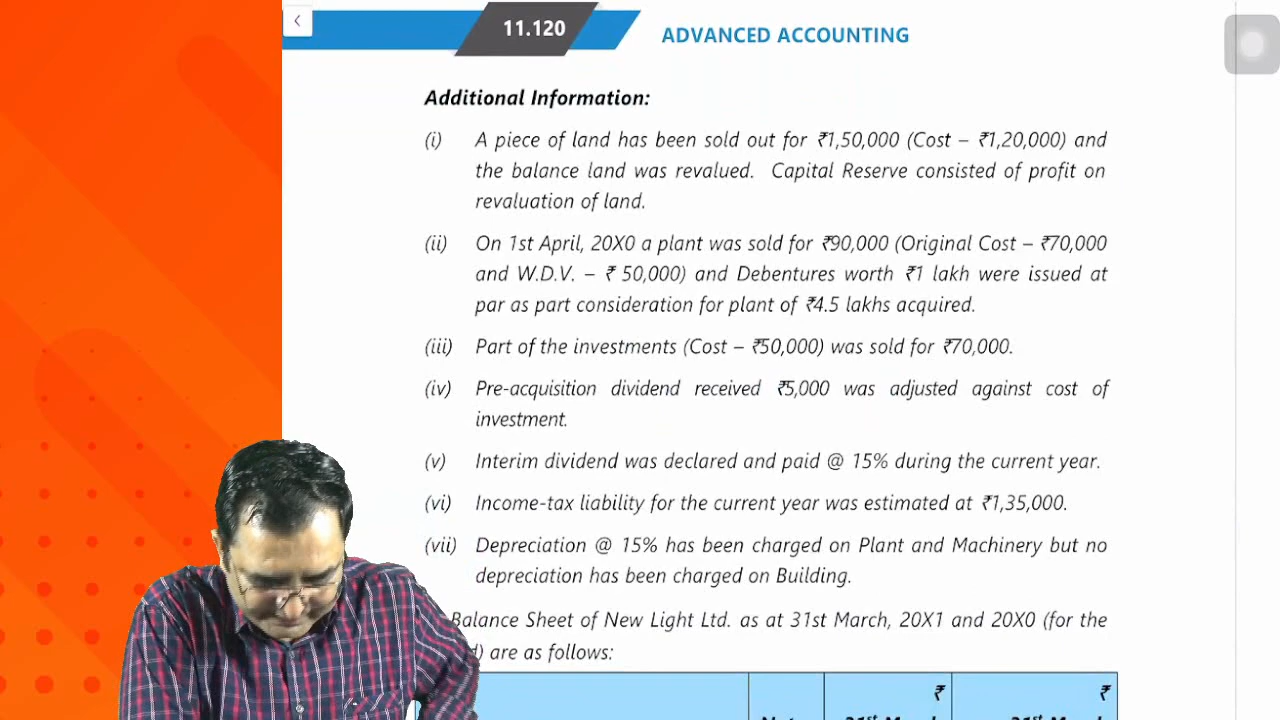 11.120
ADVANCED ACCOUNTING
Additional Information:
(i) A piece of land has been sold out for ₹1,50,000 (Cost – ₹1,20,000) and
the balance land was revalued. Capital Reserve consisted of profit on
revaluation of land.
(ii) On 1st April, 20X0 a plant was sold for ₹90,000 (Original Cost – ₹70,000
and W.D.V. – ₹ 50,000) and Debentures worth ₹1 lakh were issued at
par as part consideration for plant of ₹4.5 lakhs acquired.
(iii) Part of the investments (Cost – ₹50,000) was sold for ₹70,000.
(iv) Pre-acquisition dividend received ₹5,000 was adjusted against cost of
investment.
(v) Interim dividend was declared and paid @ 15% during the current year.
(vi) Income-tax liability for the current year was estimated at ₹1,35,000.
(vii) Depreciation @ 15% has been charged on Plant and Machinery but no
depreciation has been charged on Building.
Balance Sheet of New Light Ltd. as at 31st March, 20X1 and 20X0 (for the
) are as follows:
₹ ₹